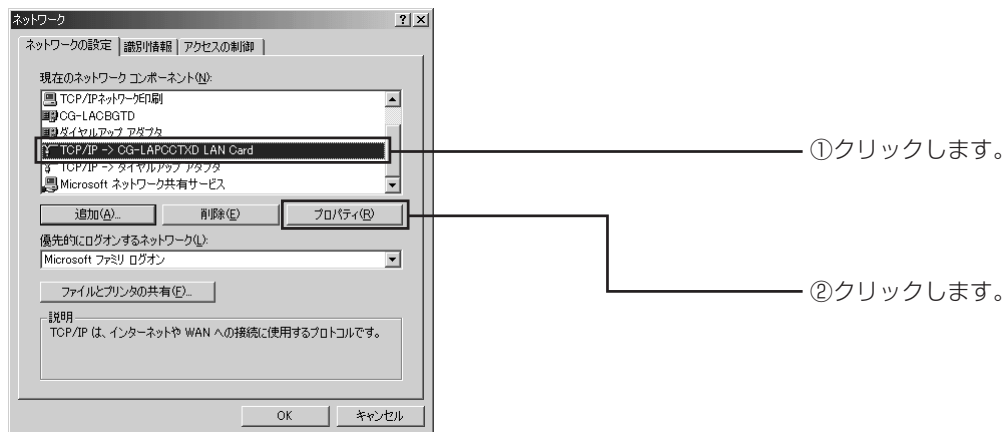 ネットワーク
ネットワークの設定 識別情報 アクセスの制御
現在のネットワーク コンポーネント(N):
TCP/IPネットワーク印刷
CG-LACBGTD
ダイヤルアップ アダプタ
TCP/IP -> CG-LAPCCTXD LAN Card
TCP/IP -> ダイヤルアップ アダプタ
Microsoft ネットワーク共有サービス
追加(A)... 削除(E) プロパティ(R)
優先的にログオンするネットワーク(L):
Microsoft ファミリ ログオン
ファイルとプリンタの共有(F)...
説明
TCP/IP は、インターネットや WAN への接続に使用するプロトコルです。
OK キャンセル
①クリックします。
②クリックします。